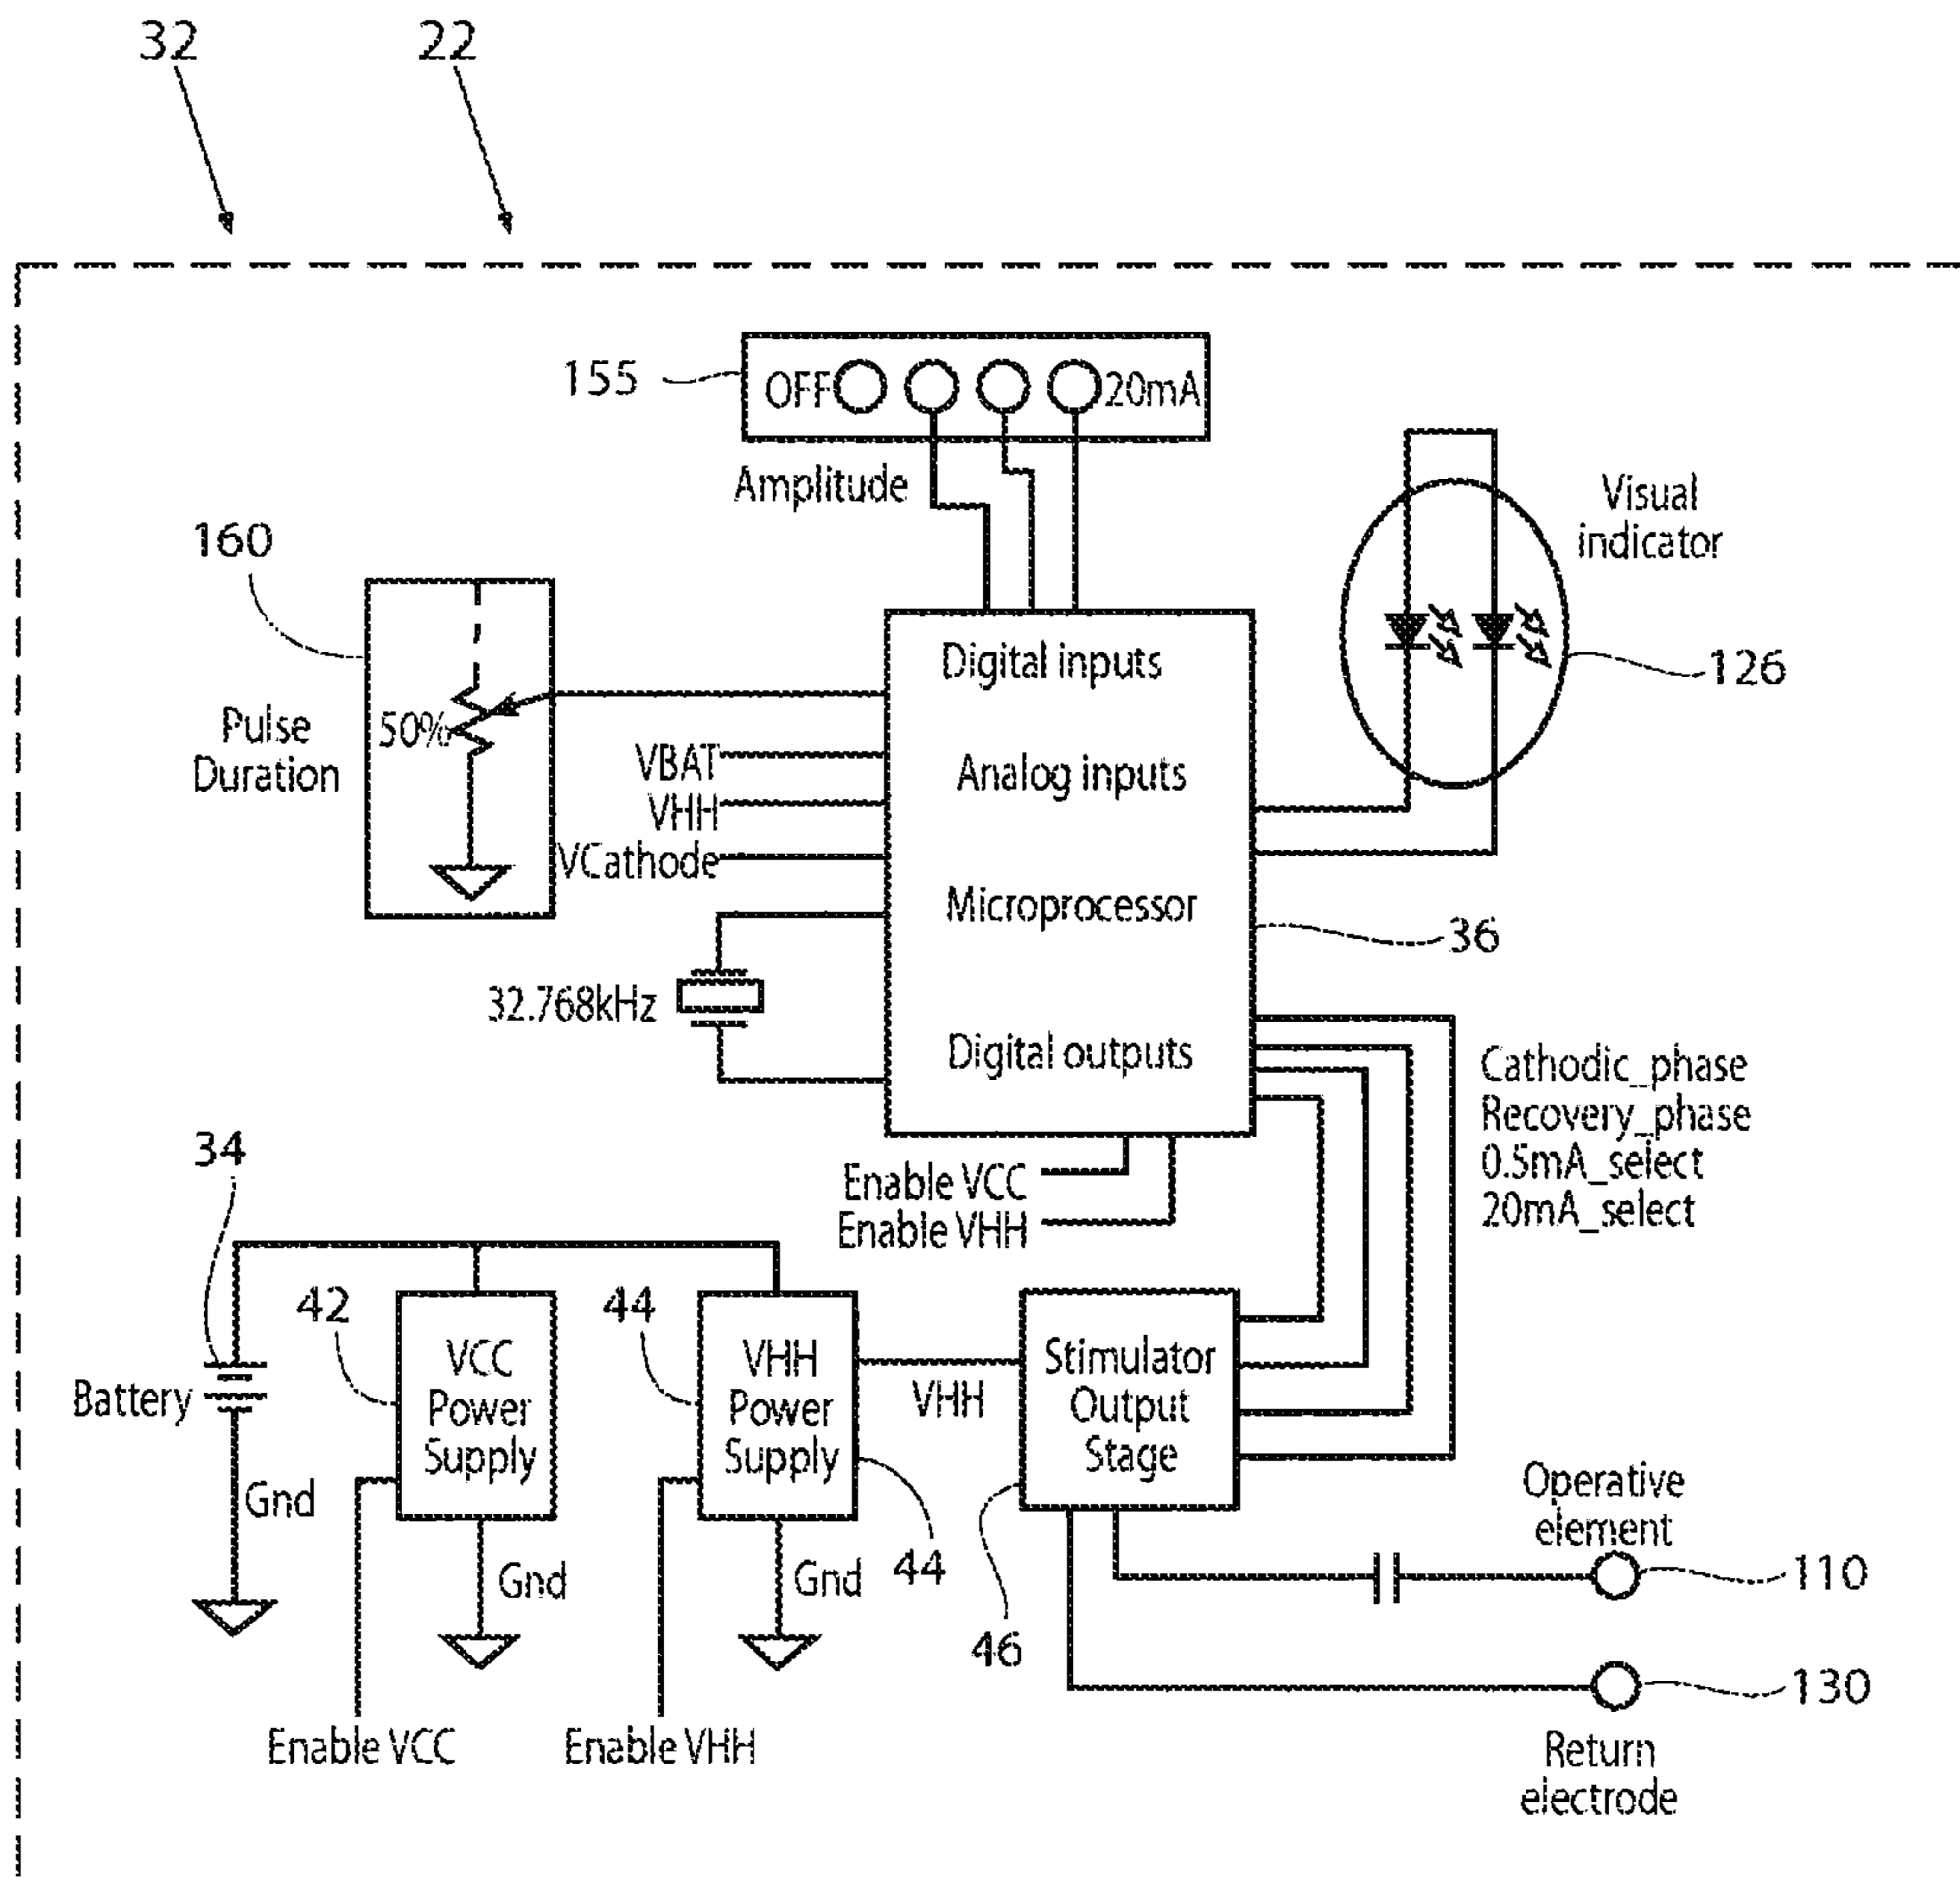 32
22
155
OFF
20mA
Amplitude
Visual
indicator
160
126
Digital inputs
50%
Pulse
Duration
VBAT
Analog inputs
VHH
VCathode
Microprocessor
36
32.768kHz
Digital outputs
Cathodic_phase
Recovery_phase
0.5mA_select
20mA_select
34
Enable VCC
Enable VHH
42
44
VCC
Power
Supply
VHH
Power
Supply
VHH
Stimulator
Output
Stage
Battery
Gnd
Gnd
Gnd
44
46
Operative
element
110
130
Enable VCC
Enable VHH
Return
electrode